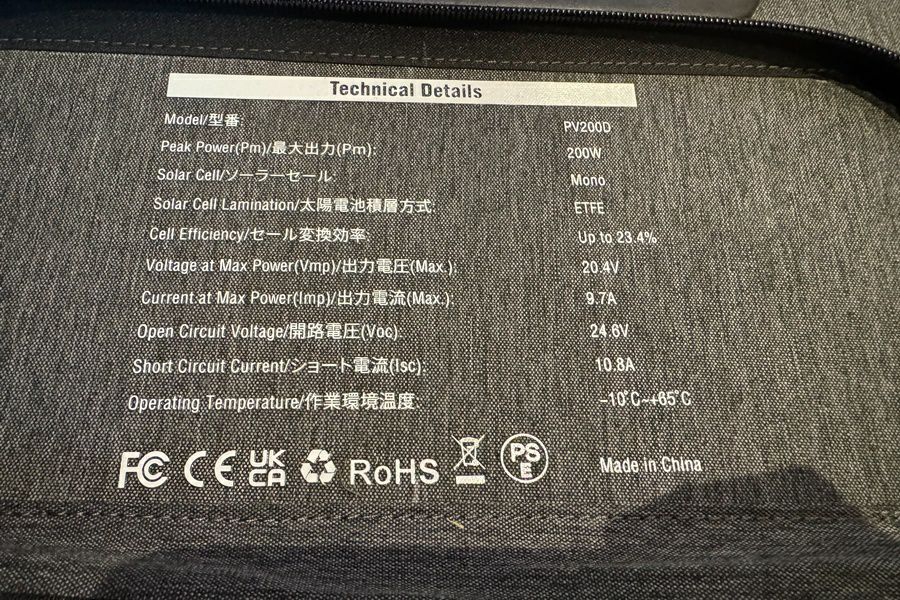 Technical Details
Model/型番: PV200D
Peak Power(Pm)/最大出力(Pm): 200W
Solar Cell/ソーラーセール: Mono
Solar Cell Lamination/太陽電池積層方式: ETFE
Cell Efficiency/セール変換効率: Up to 23.4%
Voltage at Max Power(Vmp)/出力電圧(Max.): 20.4V
Current at Max Power(Imp)/出力電流(Max.): 9.7A
Open Circuit Voltage/開路電圧(Voc): 24.6V
Short Circuit Current/ショート電流(Isc): 10.8A
Operating Temperature/作業環境温度: -10°C~+65°C
FC CE UK CA RoHS PS E Made in China